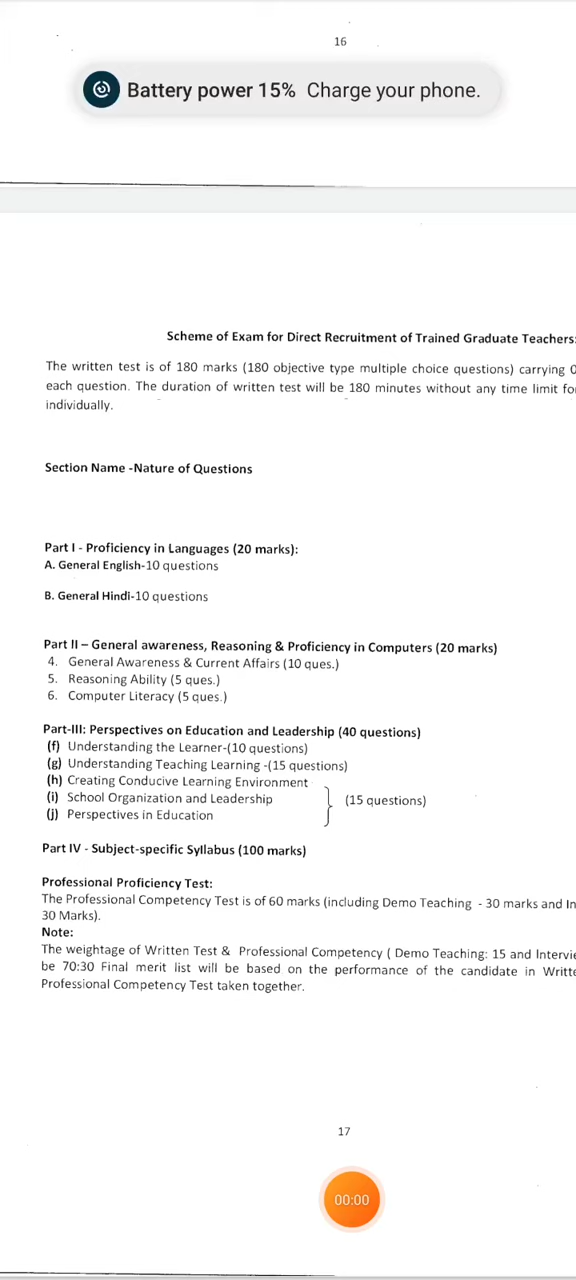 16
Battery power 15% Charge your phone.
Scheme of Exam for Direct Recruitment of Trained Graduate Teachers:
The written test is of 180 marks (180 objective type multiple choice questions) carrying
each question. The duration of written test will be 180 minutes without any time limit
individually.
Section Name -Nature of Questions
Part I - Proficiency in Languages (20 marks):
A. General English-10 questions
B. General Hindi-10 questions
Part II – General awareness, Reasoning & Proficiency in Computers (20 marks)
4. General Awareness & Current Affairs (10 ques.)
5. Reasoning Ability (5 ques.)
6. Computer Literacy (5 ques.)
Part-III: Perspectives on Education and Leadership (40 questions)
(f) Understanding the Learner-(10 questions)
(g) Understanding Teaching Learning -(15 questions)
(h) Creating Conducive Learning Environment
(i) School Organization and Leadership (15 questions)
(j) Perspectives in Education
Part IV - Subject-specific Syllabus (100 marks)
Professional Proficiency Test:
The Professional Competency Test is of 60 marks (including Demo Teaching - 30 marks and
30 Marks).
Note:
The weightage of Written Test & Professional Competency ( Demo Teaching: 15 and
be 70:30 Final merit list will be based on the performance of the candidate in
Professional Competency Test taken together.
17
00:00